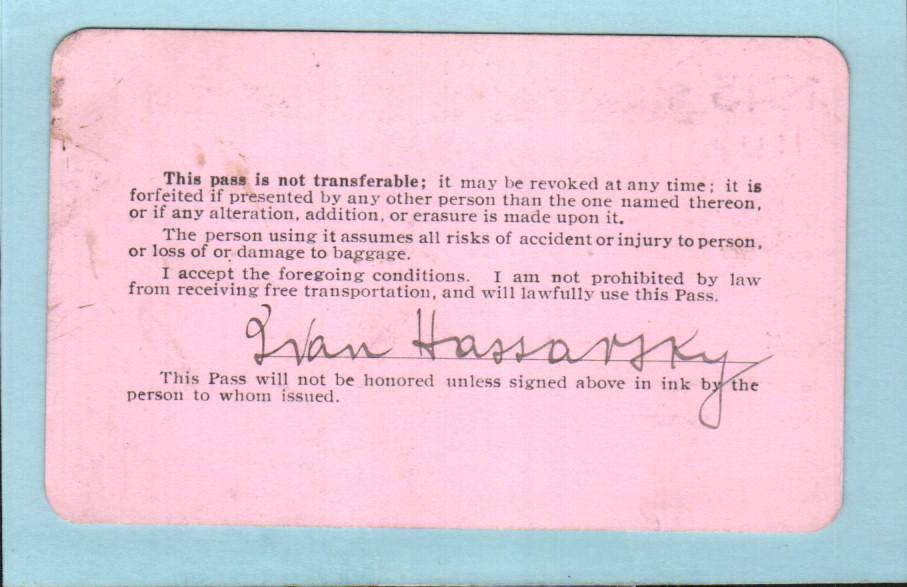 This pass is not transferable; it may be revoked at any time; it is
forfeited if presented by any other person than the one named thereon,
or if any alteration, addition, or erasure is made upon it.
The person using it assumes all risks of accident or injury to person,
or loss of or damage to baggage.
I accept the foregoing conditions. I am not prohibited by law
from receiving free transportation, and will lawfully use this Pass.
Ivan Hassarsky
This Pass will not be honored unless signed above in ink by the
person to whom issued.